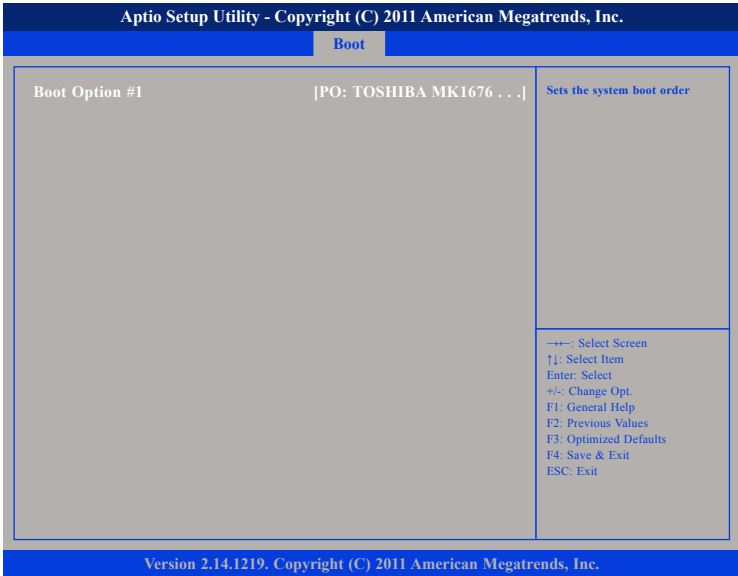 Aptio Setup Utility - Copyright (C) 2011 American Megatrends, Inc.
Boot
Boot Option #1 [PO: TOSHIBA MK1676 . . .]
Sets the system boot order
→←: Select Screen
↑↓: Select Item
Enter: Select
+/-: Change Opt.
F1: General Help
F2: Previous Values
F3: Optimized Defaults
F4: Save & Exit
ESC: Exit
Version 2.14.1219. Copyright (C) 2011 American Megatrends, Inc.